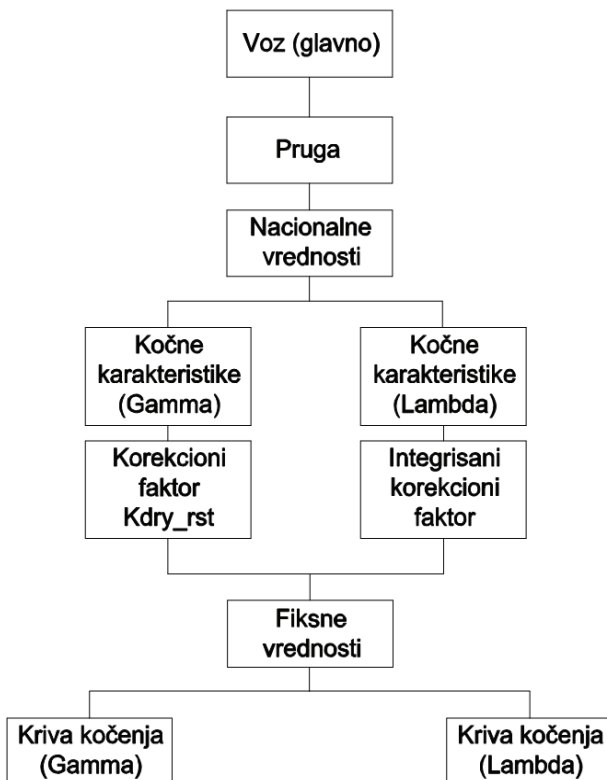 Voz (glavno)
Pruga
Nacionalne
vrednosti
Kočne
karakteristike
(Gamma)
Kočne
karakteristike
(Lambda)
Korekcioni
faktor
Kdry_rst
Integrisani
korekcioni
faktor
Fiksne
vrednosti
Kriva kočenja
(Gamma)
Kriva kočenja
(Lambda)